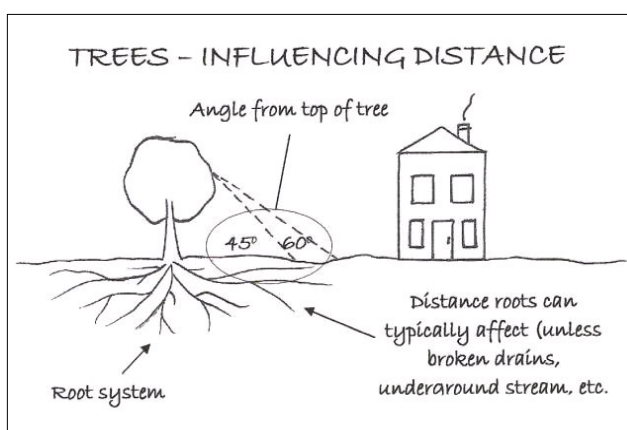 TREES – INFLUENCING DISTANCE
Angle from top of tree
45° 60°
Distance roots can
typically affect (unless
broken drains,
underaround stream, etc.
Root system